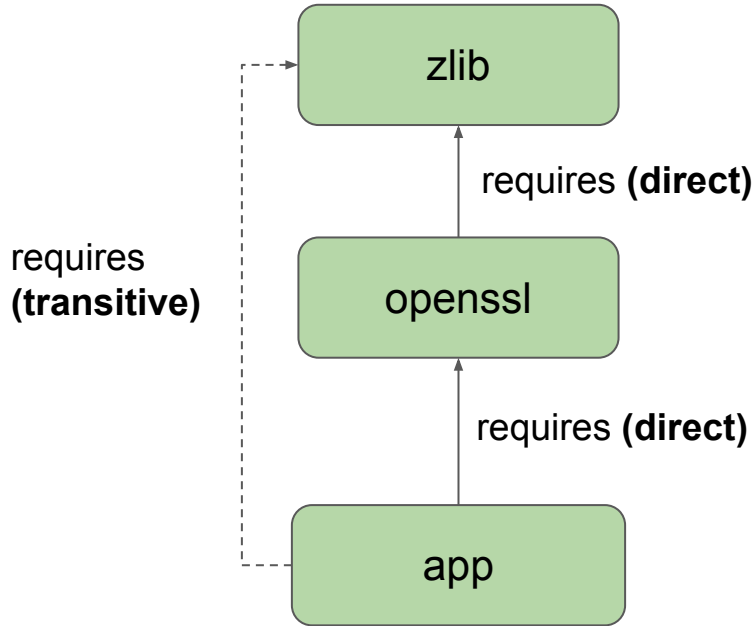 zlib
requires (direct)
requires
(transitive)
openssl
requires (direct)
app